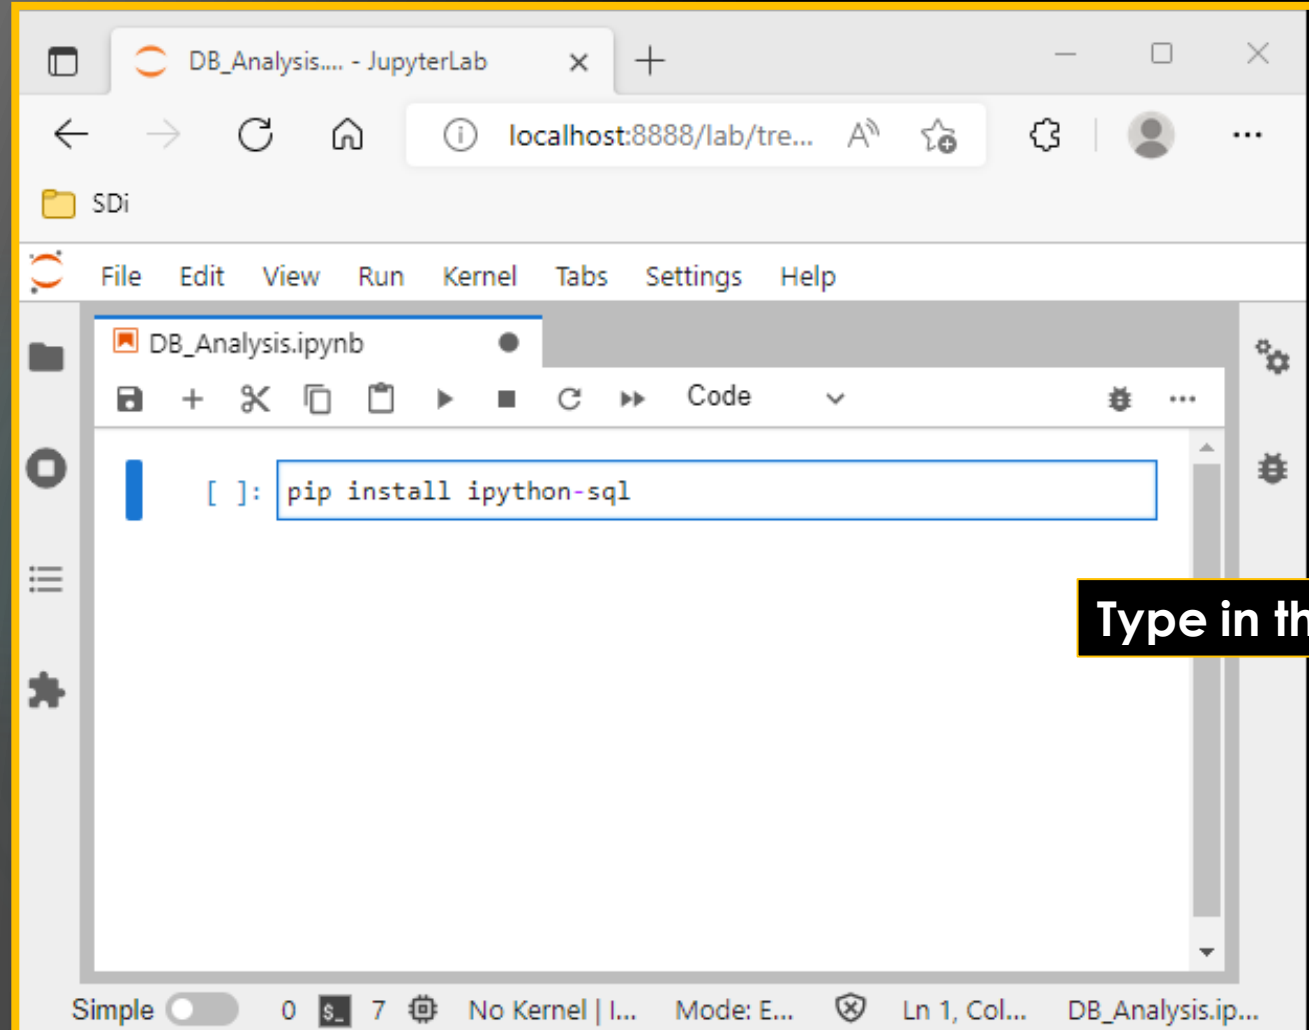 DB_Analysis.... - JupyterLab
localhost:8888/lab/tre...
SDi
File Edit View Run Kernel Tabs Settings Help
DB_Analysis.ipynb
Code
[ ]: pip install ipython-sql
Type in th
Simple 0 $_ 7 No Kernel | I... Mode: E... Ln 1, Col... DB_Analysis.ip...